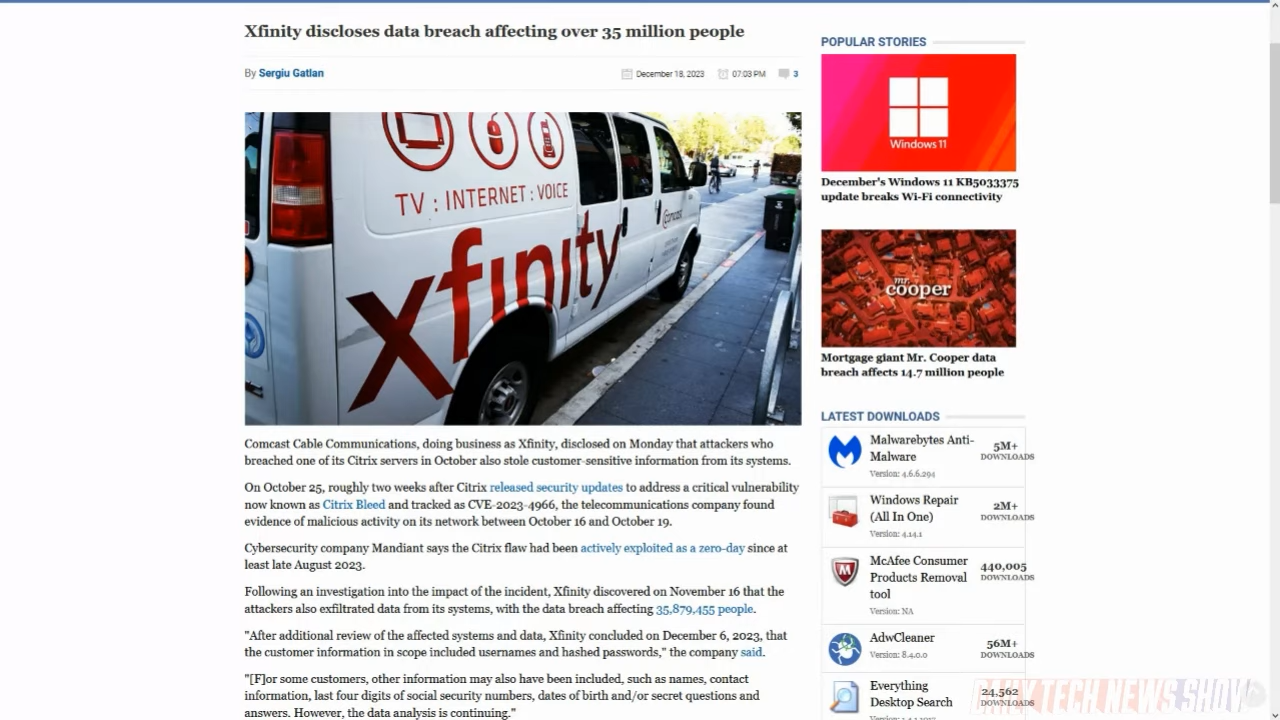 Xfinity discloses data breach affecting over 35 million people
By Sergiu Gatlan
December 18, 2023
07:03 PM
3
TV : INTERNET : VOICE
xfinity
Comcast
Comcast Cable Communications, doing business as Xfinity, disclosed on Monday that attackers who
breached one of its Citrix servers in October also stole customer-sensitive information from its systems.
On October 25, roughly two weeks after Citrix released security updates to address a critical vulnerability
now known as Citrix Bleed and tracked as CVE-2023-4966, the telecommunications company found
evidence of malicious activity on its network between October 16 and October 19.
Cybersecurity company Mandiant says the Citrix flaw had been actively exploited as a zero-day since at
least late August 2023.
Following an investigation into the impact of the incident, Xfinity discovered on November 16 that the
attackers also exfiltrated data from its systems, with the data breach affecting 35,879,455 people.
"After additional review of the affected systems and data, Xfinity concluded on December 6, 2023, that
the customer information in scope included usernames and hashed passwords," the company said.
"[F]or some customers, other information may also have been included, such as names, contact
information, last four digits of social security numbers, dates of birth and/or secret questions and
answers. However, the data analysis is continuing."
POPULAR STORIES
Windows 11
December's Windows 11 KB5033375
update breaks Wi-Fi connectivity
mr.
cooper
Mortgage giant Mr. Cooper data
breach affects 14.7 million people
LATEST DOWNLOADS
Malwarebytes Anti-
Malware
Version: 4.6.6.294
5M+
DOWNLOADS
Windows Repair
(All In One)
Version: 4.14.1
2M+
DOWNLOADS
McAfee Consumer
Products Removal
tool
Version: NA
440,005
DOWNLOADS
AdwCleaner
Version: 8.4.0.0
56M+
DOWNLOADS
Everything
Desktop Search
24,562
DOWNLOADS
DAILY TECH NEWS SHOW